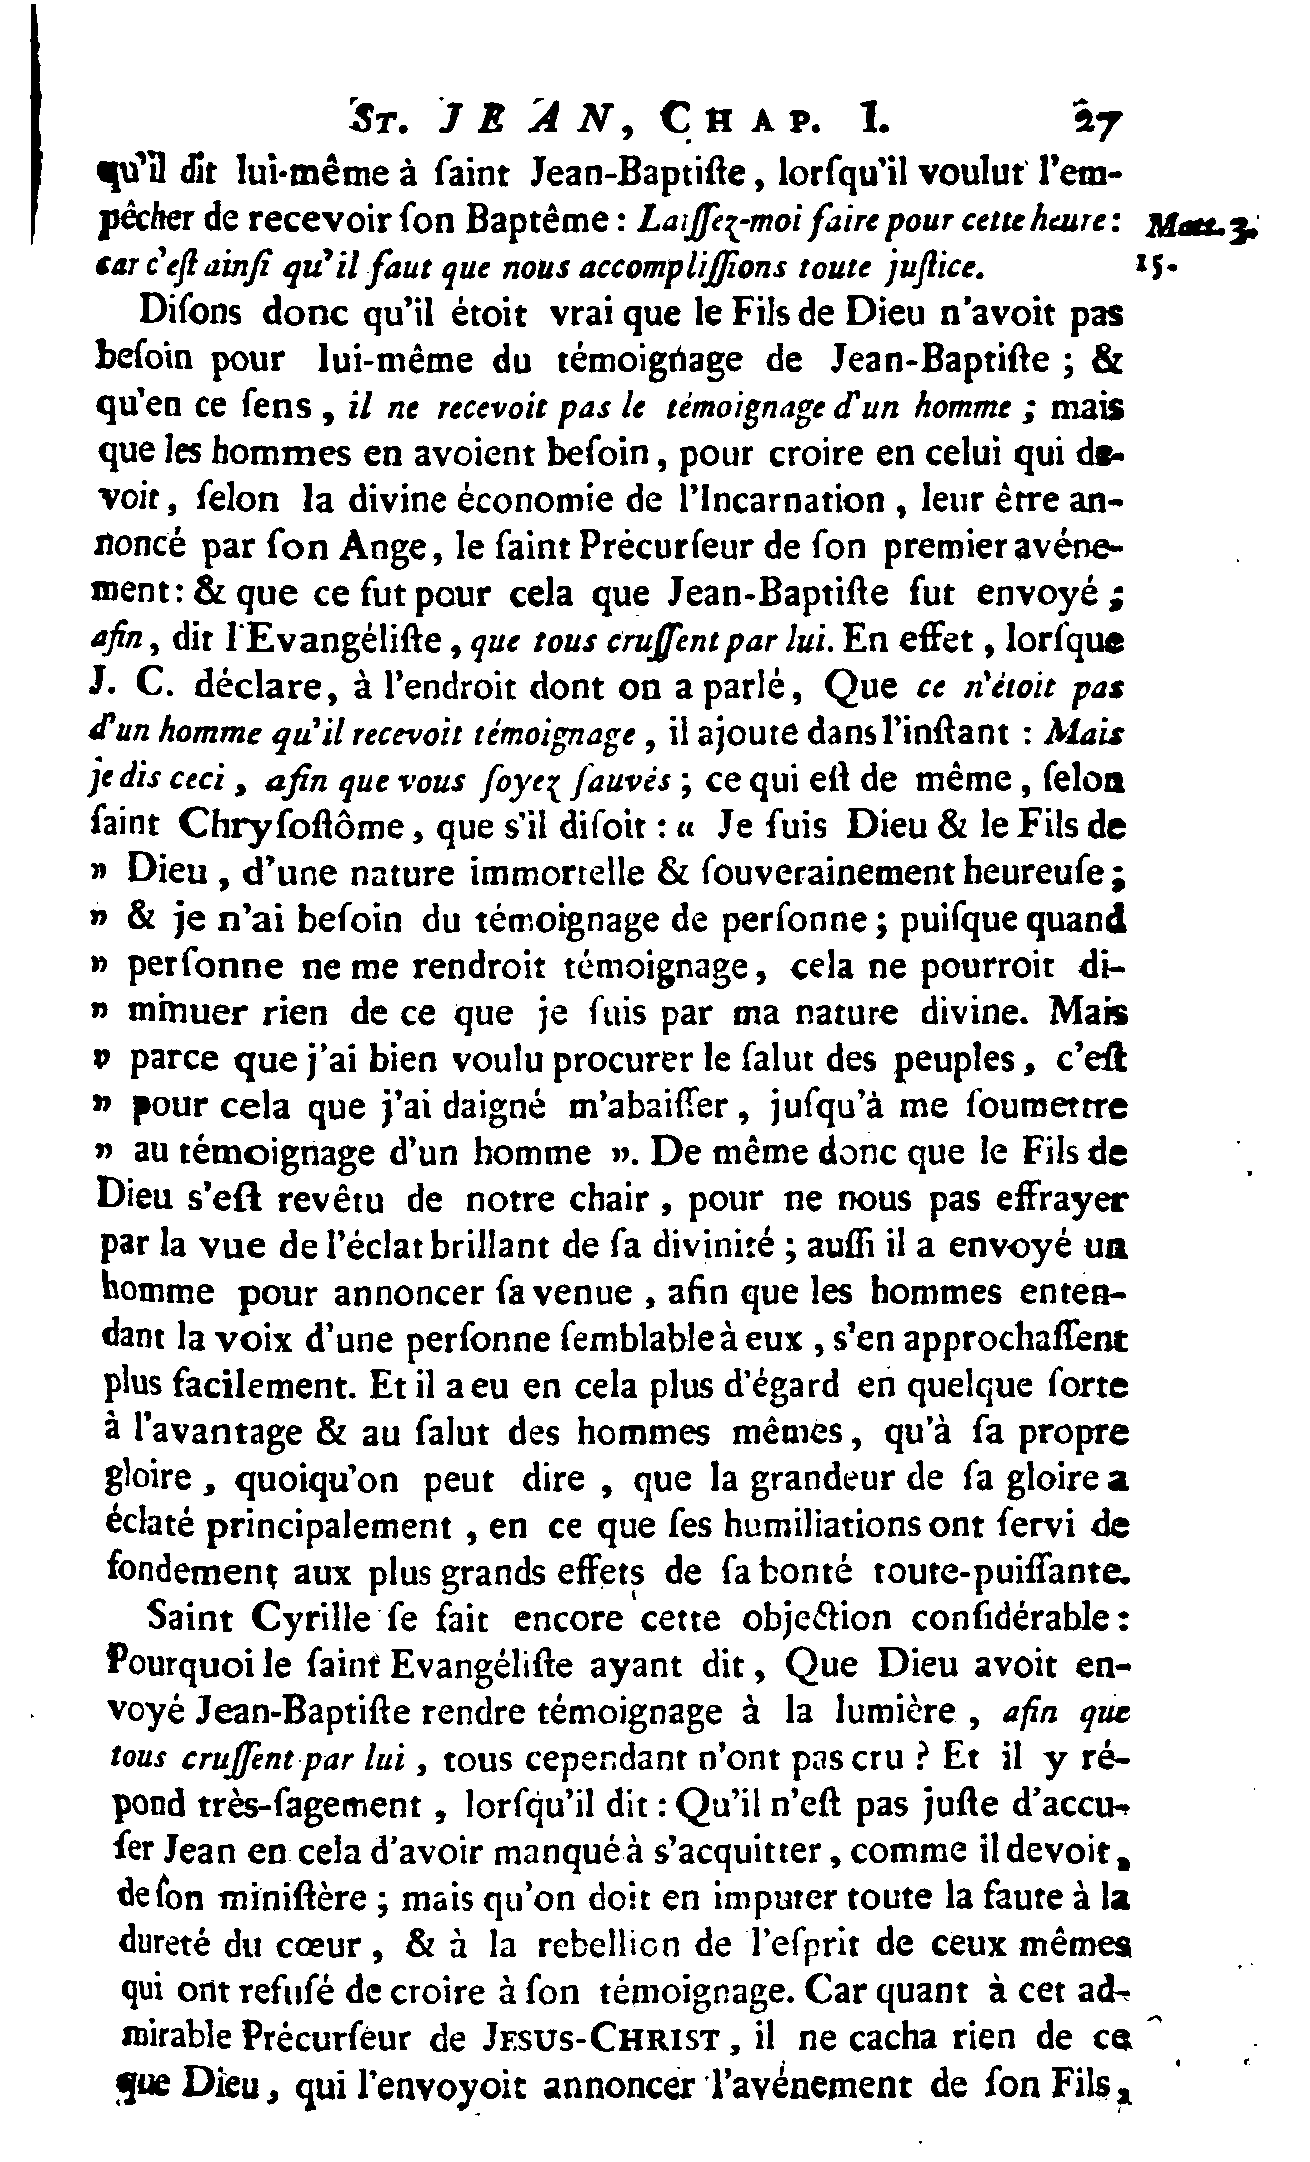 ST. JEAN, CHAP. I. 27
qu'il dit lui-même à ſaint Jean-Baptiſte, lorſqu'il voulut l'em-
pêcher de recevoir ſon Baptême : Laiſſez-moi faire pour cette heure : Matt. 3.
car c'eſt ainſi qu'il faut que nous accompliſſions toute juſtice. 15.
Diſons donc qu'il étoit vrai que le Fils de Dieu n'avoit pas
beſoin pour lui-même du témoignage de Jean-Baptiſte ; &
qu'en ce ſens, il ne recevoit pas le témoignage d'un homme ; mais
que les hommes en avoient beſoin, pour croire en celui qui de-
voit, ſelon la divine économie de l'Incarnation, leur être an-
noncé par ſon Ange, le ſaint Précurſeur de ſon premier avéne-
ment : & que ce fut pour cela que Jean-Baptiſte fut envoyé ;
afin, dit l'Evangéliſte, que tous cruſſent par lui. En effet, lorſque
J. C. déclare, à l'endroit dont on a parlé, Que ce n'étoit pas
d'un homme qu'il recevoit témoignage, il ajoute dans l'inſtant : Mais
je dis ceci, afin que vous ſoyez ſauvés ; ce qui eſt de même, ſelon
ſaint Chryſoſtôme, que s'il diſoit : « Je ſuis Dieu & le Fils de
» Dieu, d'une nature immortelle & ſouverainement heureuſe ;
» & je n'ai beſoin du témoignage de perſonne ; puiſque quand
» perſonne ne me rendroit témoignage, cela ne pourroit di-
» minuer rien de ce que je ſuis par ma nature divine. Mais
» parce que j'ai bien voulu procurer le ſalut des peuples, c'eſt
» pour cela que j'ai daigné m'abaiſſer, juſqu'à me ſoumettre
» au témoignage d'un homme ». De même donc que le Fils de
Dieu s'eſt revêtu de notre chair, pour ne nous pas effrayer
par la vue de l'éclat brillant de ſa divinité ; auſſi il a envoyé un
homme pour annoncer ſa venue, afin que les hommes enten-
dant la voix d'une perſonne ſemblable à eux, s'en approchaſſent
plus facilement. Et il a eu en cela plus d'égard en quelque ſorte
à l'avantage & au ſalut des hommes mêmes, qu'à ſa propre
gloire, quoiqu'on peut dire, que la grandeur de ſa gloire a
éclaté principalement, en ce que ſes humiliations ont ſervi de
fondement aux plus grands effets de ſa bonté toute-puiſſante.
Saint Cyrille ſe fait encore cette objection conſidérable :
Pourquoi le ſaint Evangéliſte ayant dit, Que Dieu avoit en-
voyé Jean-Baptiſte rendre témoignage à la lumière, afin que
tous cruſſent par lui, tous cependant n'ont pas cru ? Et il y ré-
pond très-ſagement, lorſqu'il dit : Qu'il n'eſt pas juſte d'accu-
ſer Jean en cela d'avoir manqué à s'acquitter, comme il devoit,
de ſon miniſtère ; mais qu'on doit en imputer toute la faute à la
dureté du cœur, & à la rebellion de l'eſprit de ceux mêmes
qui ont refuſé de croire à ſon témoignage. Car quant à cet ad-
mirable Précurſeur de JESUS-CHRIST, il ne cacha rien de ce
que Dieu, qui l'envoyoit annoncer l'avénement de ſon Fils,